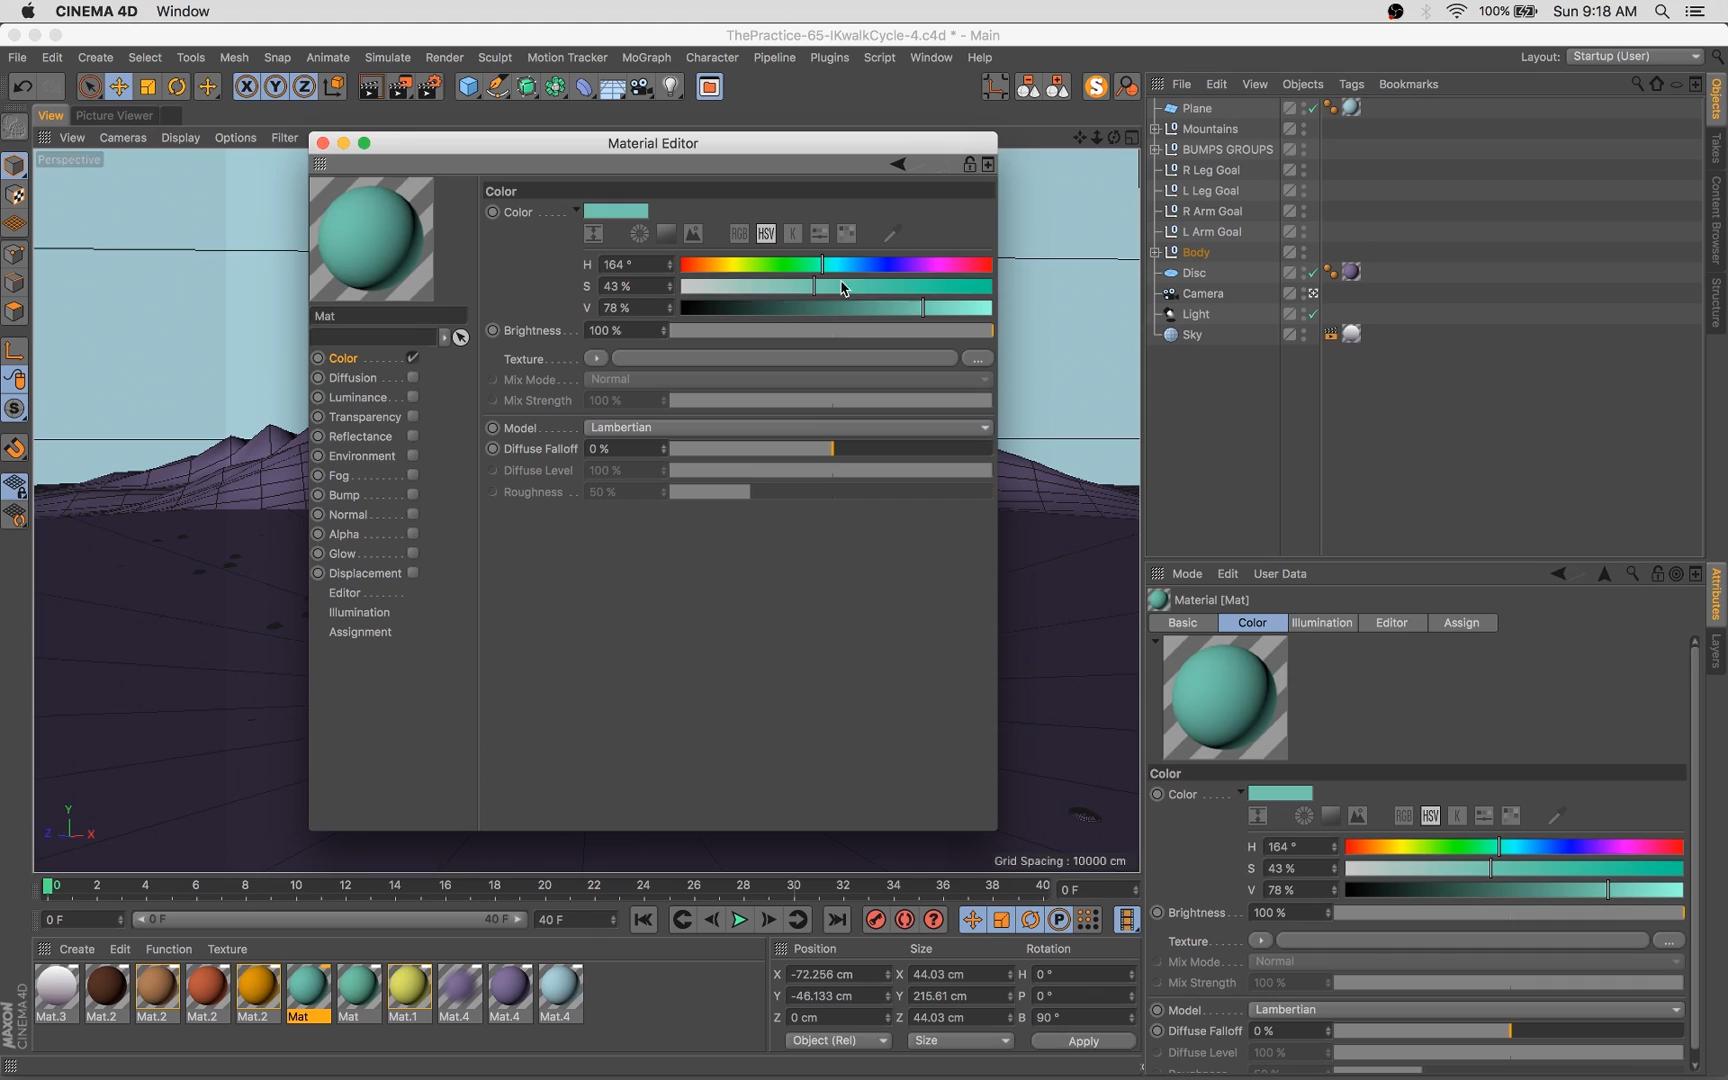 CINEMA 4D Window 100% Sun 9:18 AM
ThePractice-65-IKwalkCycle-4.c4d * - Main
File Edit Create Select Tools Mesh Snap Animate Simulate Render Sculpt Motion Tracker MoGraph Character Pipeline Plugins Script Window Help Layout: Startup (User)
X Y Z S File Edit View Objects Tags Bookmarks
View Picture Viewer
View Cameras Display Options Filter
Perspective
Material Editor
Color
Color .....
RGB HSV K
H 164 °
S 43 %
V 78 %
Brightness.. 100 %
Texture..... ...
Mix Mode.... Normal
Mix Strength 100 %
Model....... Lambertian
Diffuse Falloff 0 %
Diffuse Level 100 %
Roughness .. 50 %
Mat
Color
Diffusion
Luminance
Transparency
Reflectance
Environment
Fog
Bump
Normal
Alpha
Glow
Displacement
Editor
Illumination
Assignment
Plane
Mountains
BUMPS GROUPS
R Leg Goal
L Leg Goal
R Arm Goal
L Arm Goal
Body
Disc
Camera
Light
Sky
Objects
Takes
Content Browser
Structure
Attributes
Layers
Mode Edit User Data
Material [Mat]
Basic Color Illumination Editor Assign
Color
Color .....
RGB HSV K
H 164 °
S 43 %
V 78 %
Brightness... 100 %
Texture...... ...
Mix Mode.... Normal
Mix Strength 100 %
Model....... Lambertian
Diffuse Falloff 0 %
Diffuse Level 100 %
Y
Z X
Grid Spacing : 10000 cm
0 2 4 6 8 10 12 14 16 18 20 22 24 26 28 30 32 34 36 38 40 0 F
0 F 0 F 40 F 40 F P
Create Edit Function Texture
Mat.3 Mat.2 Mat.2 Mat.2 Mat.2 Mat Mat Mat.1 Mat.4 Mat.4 Mat.4
Position Size Rotation
X -72.256 cm X 44.03 cm H 0 °
Y -46.133 cm Y 215.61 cm P 0 °
Z 0 cm Z 44.03 cm B 90 °
Object (Rel) Size Apply
MAXON
CINEMA 4D